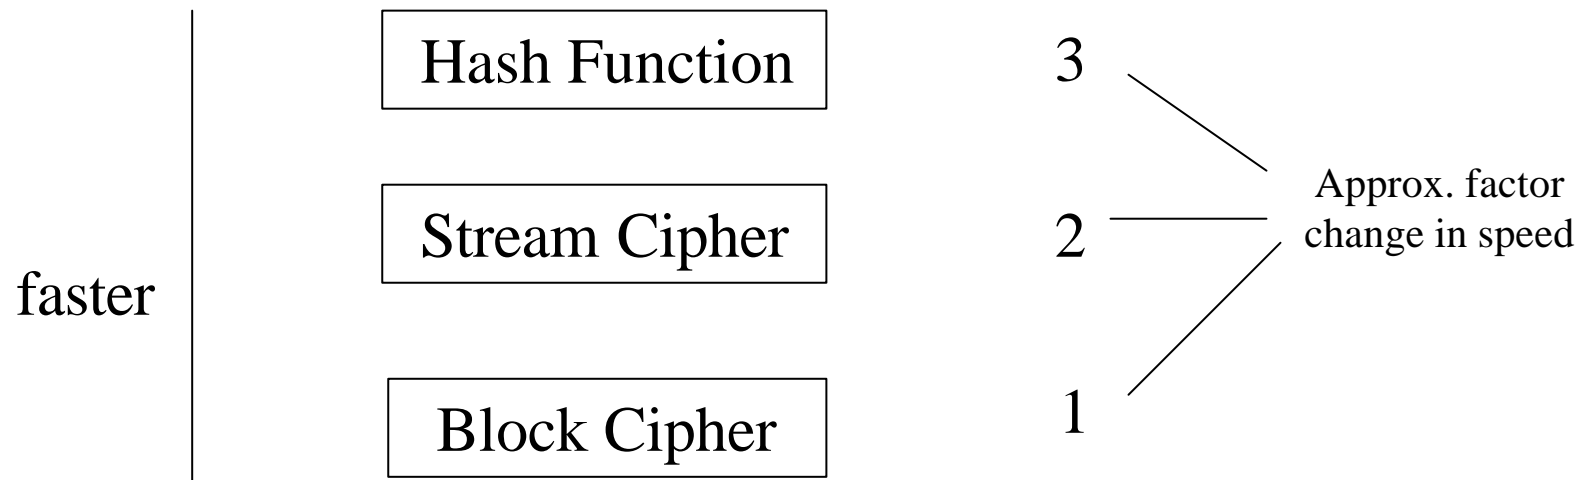 Hash Function
3
Approx. factor
change in speed
Stream Cipher
2
faster
Block Cipher
1